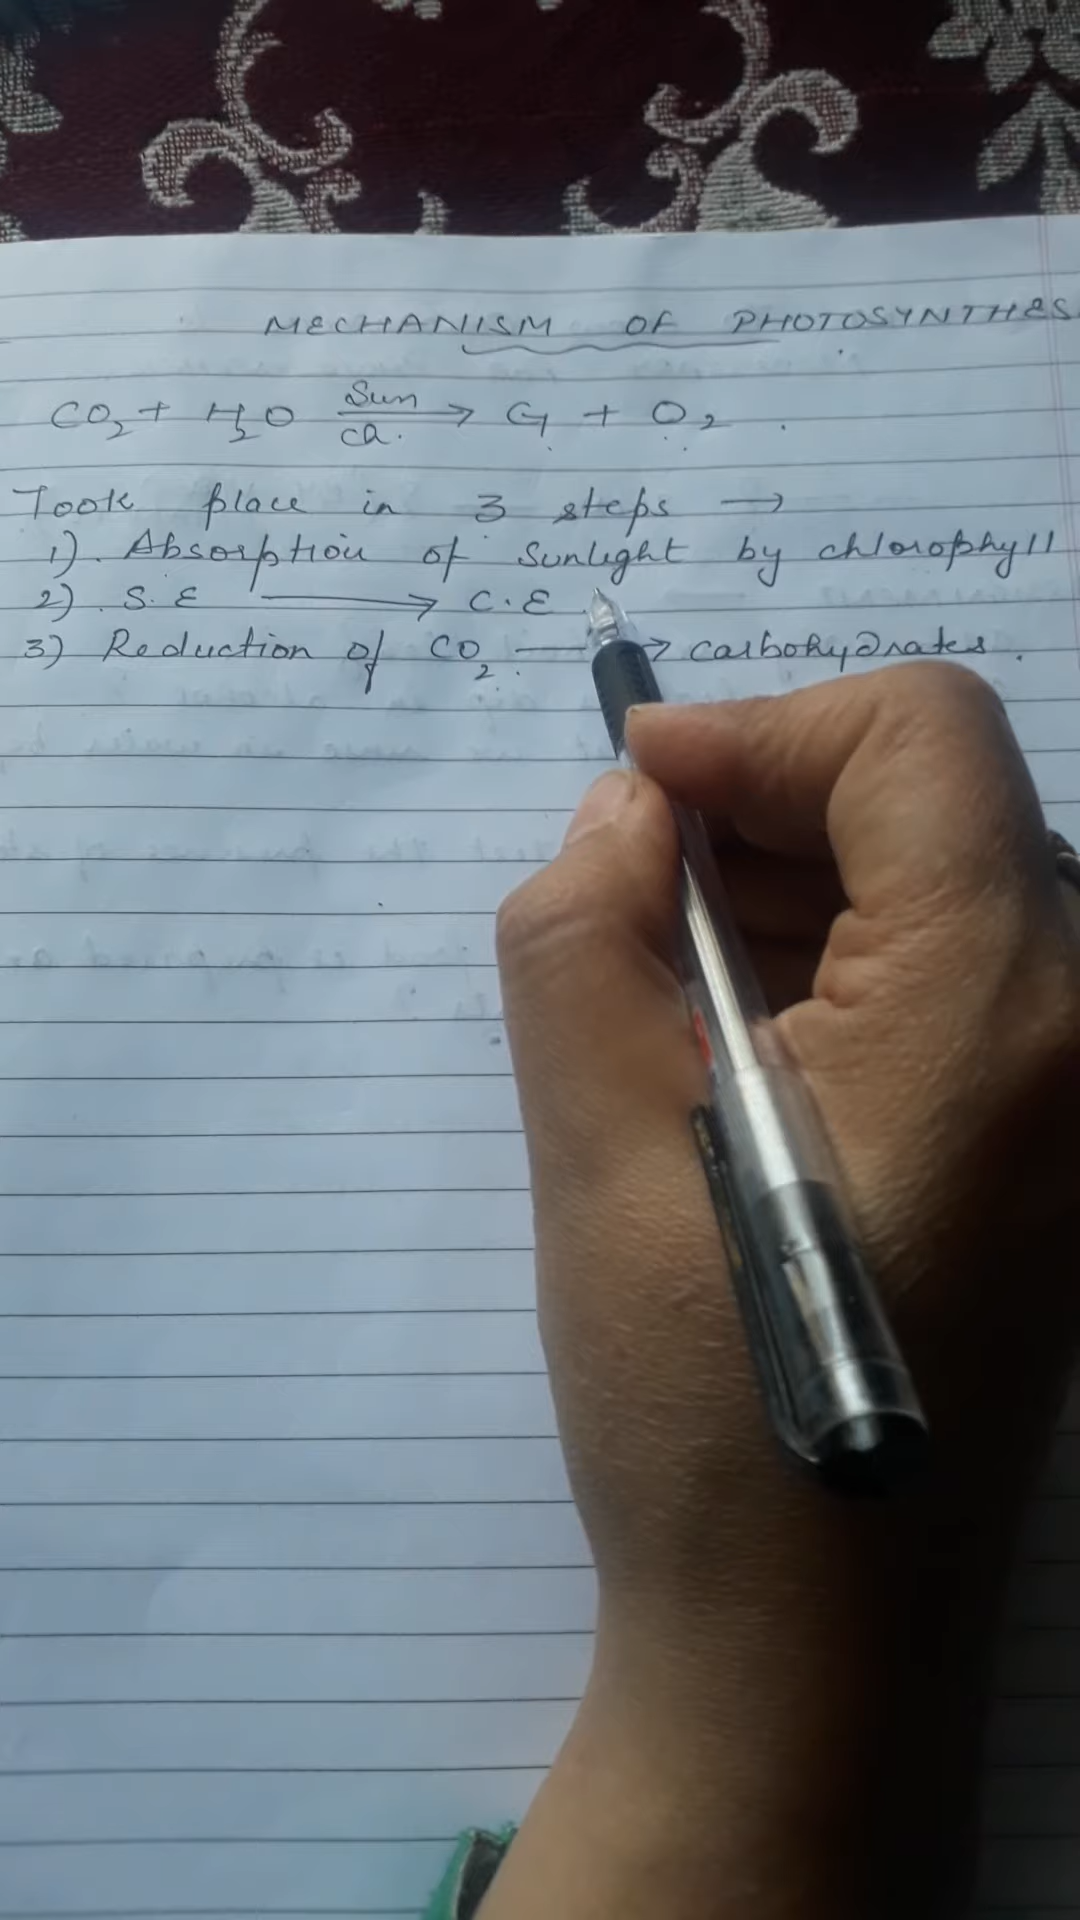 MECHANISM OF PHOTOSYNTHES
CO2 + H2O Sun/ca. → G + O2 .
Took place in 3 steps →
1). Absorption of Sunlight by chlorophyll
2). S.E → C.E
3) Reduction of CO2 → carbohydrates.